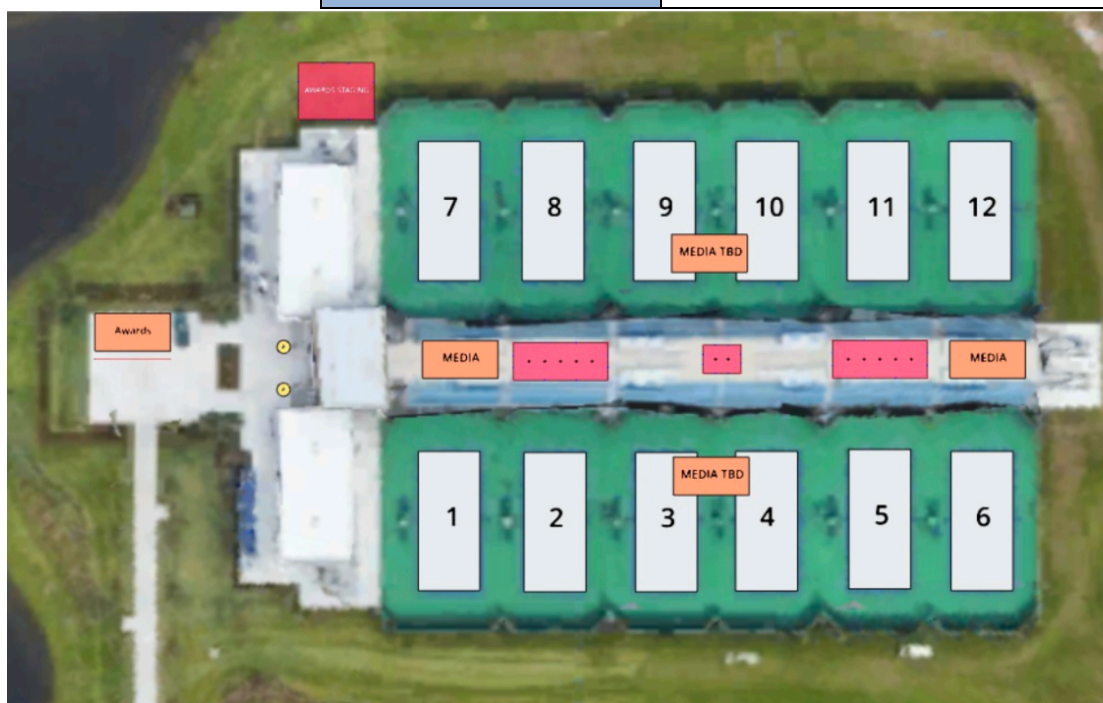 AWARDS STAGING
7 8 9 10 11 12
MEDIA TBD
Awards
MEDIA MEDIA
MEDIA TBD
1 2 3 4 5 6